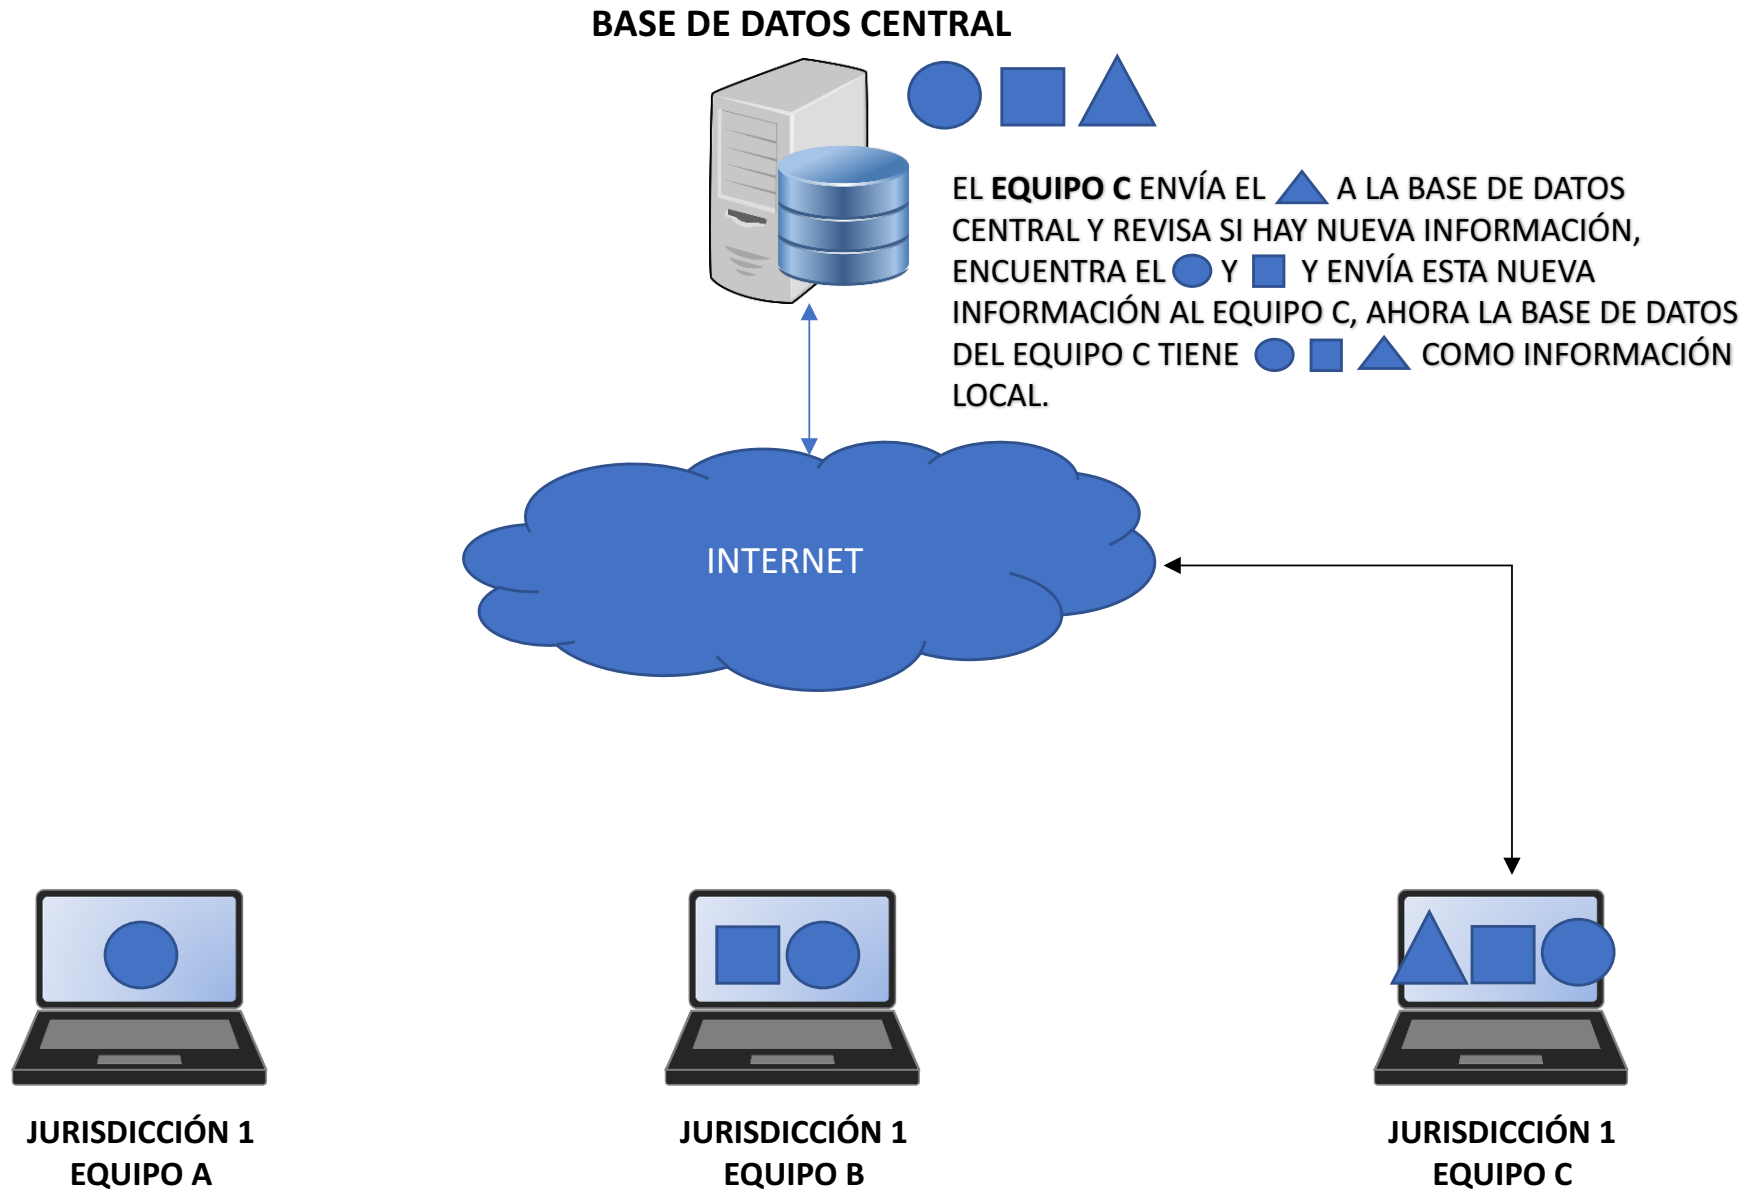 BASE DE DATOS CENTRAL
EL EQUIPO C ENVÍA EL A LA BASE DE DATOS
CENTRAL Y REVISA SI HAY NUEVA INFORMACIÓN,
ENCUENTRA EL Y Y ENVÍA ESTA NUEVA
INFORMACIÓN AL EQUIPO C, AHORA LA BASE DE DATOS
DEL EQUIPO C TIENE COMO INFORMACIÓN
LOCAL.
INTERNET
JURISDICCIÓN 1
EQUIPO A
JURISDICCIÓN 1
EQUIPO B
JURISDICCIÓN 1
EQUIPO C